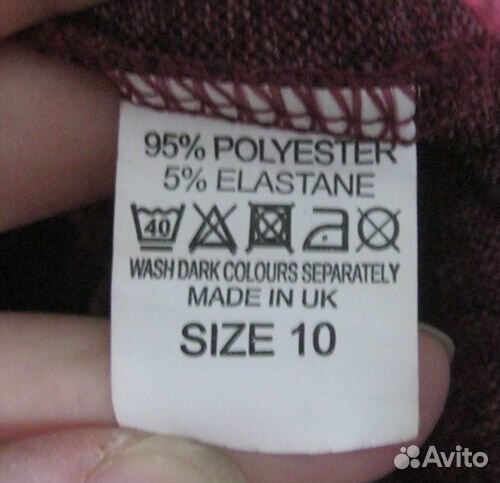 95% POLYESTER
5% ELASTANE
40
WASH DARK COLOURS SEPARATELY
MADE IN UK
SIZE 10
Avito